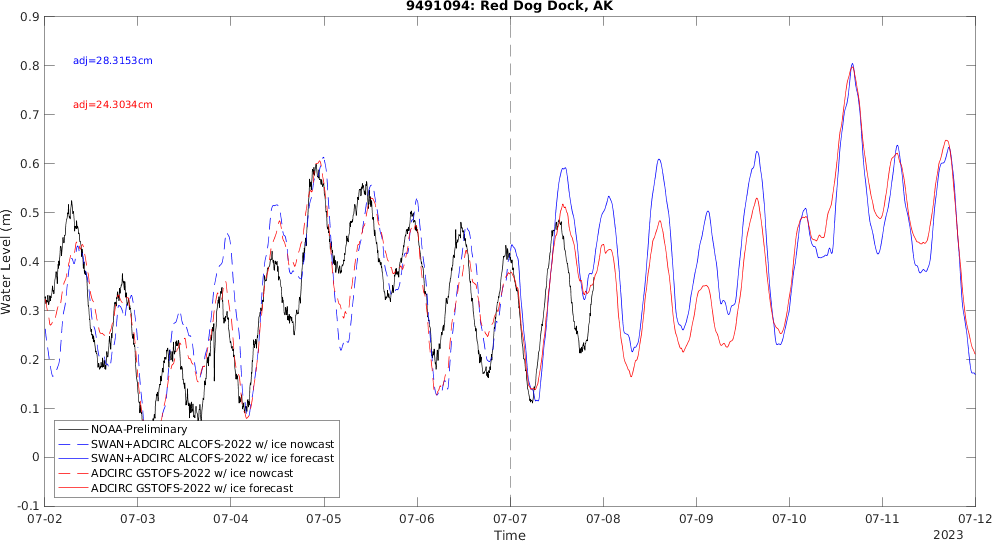 9491094: Red Dog Dock, AK
adj=28.3153cm
adj=24.3034cm
Water Level (m)
0.9
0.8
0.7
0.6
0.5
0.4
0.3
0.2
0.1
0
-0.1
NOAA-Preliminary
SWAN+ADCIRC ALCOFS-2022 w/ ice nowcast
SWAN+ADCIRC ALCOFS-2022 w/ ice forecast
ADCIRC GSTOFS-2022 w/ ice nowcast
ADCIRC GSTOFS-2022 w/ ice forecast
07-02 07-03 07-04 07-05 07-06 07-07 07-08 07-09 07-10 07-11 07-12
Time
2023